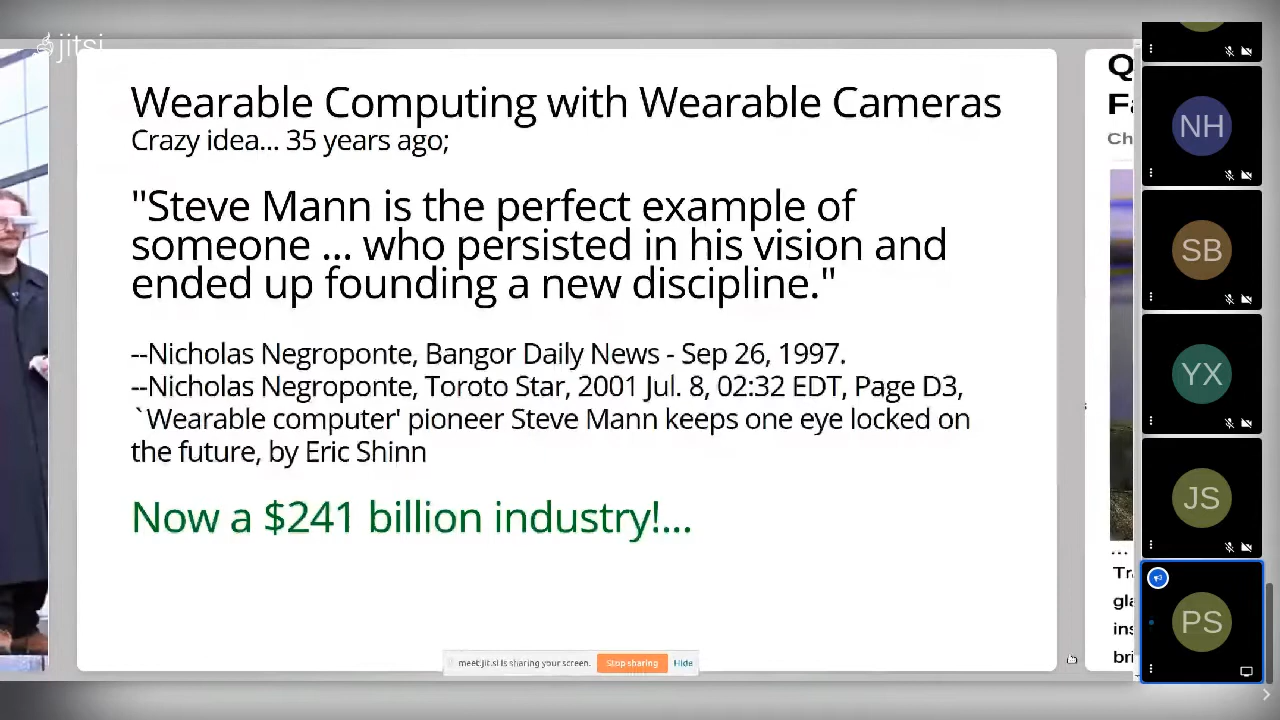 jitsi
Wearable Computing with Wearable Cameras
Crazy idea... 35 years ago;
"Steve Mann is the perfect example of
someone ... who persisted in his vision and
ended up founding a new discipline."
--Nicholas Negroponte, Bangor Daily News - Sep 26, 1997.
--Nicholas Negroponte, Toroto Star, 2001 Jul. 8, 02:32 EDT, Page D3,
`Wearable computer' pioneer Steve Mann keeps one eye locked on
the future, by Eric Shinn
Now a $241 billion industry!...
meet.jit.si is sharing your screen. Stop sharing Hide
NH
SB
YX
JS
PS